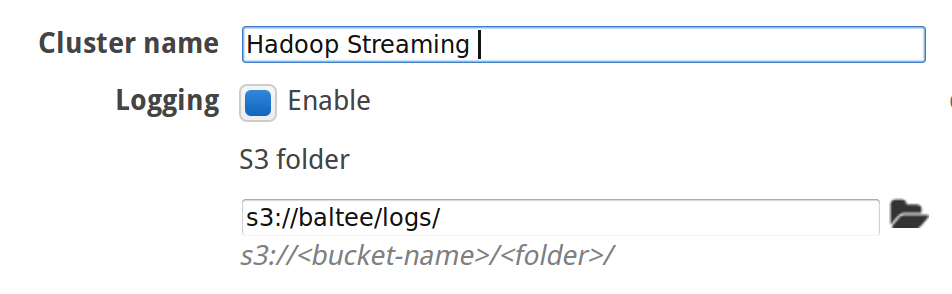 Cluster name Hadoop Streaming
Logging Enable
S3 folder
s3://baltee/logs/
s3://<bucket-name>/<folder>/